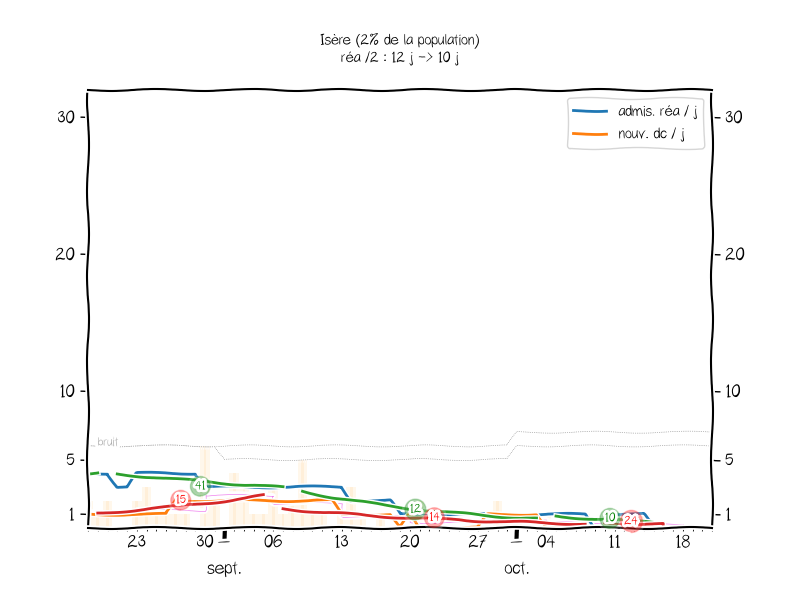 Isère (2% de la population)
réa /2 : 12 j -> 10 j
admis. réa / j
nouv. dc / j
30
30
20
20
10
10
bruit
5
5
41
15
12
14
10
24
1
1
23 30 06 13 20 27 04 11 18
sept. oct.